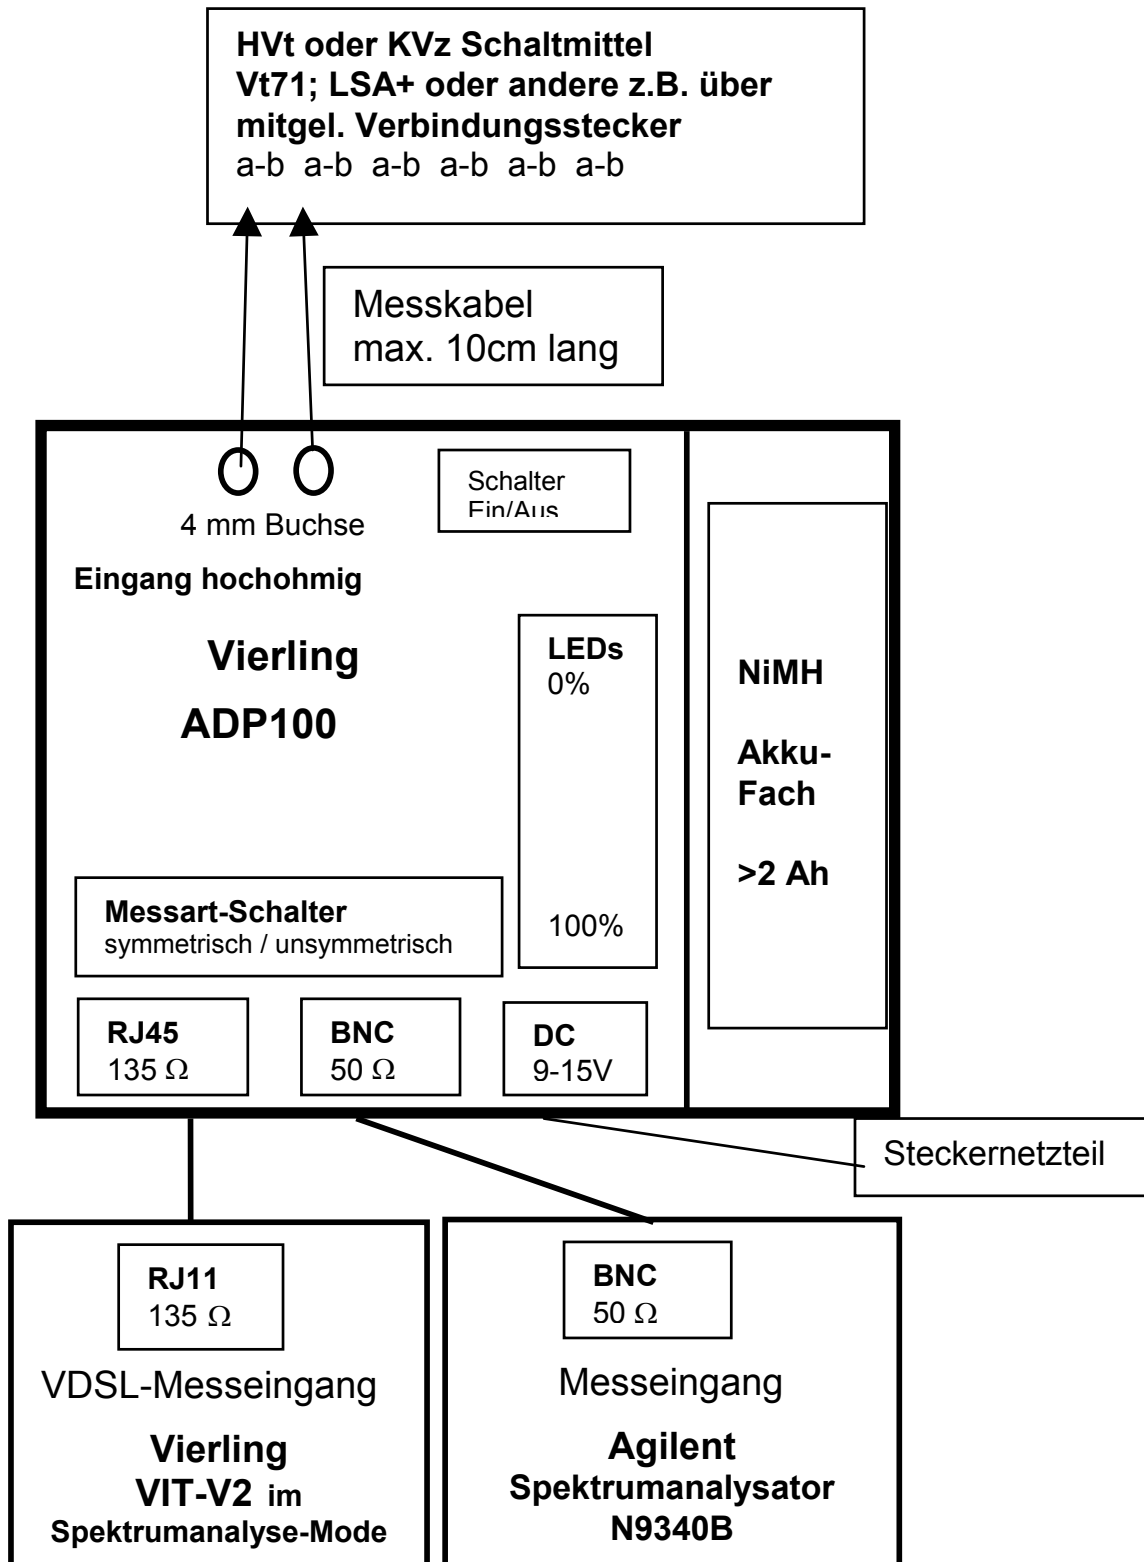 HVt oder KVz Schaltmittel
Vt71; LSA+ oder andere z.B. über
mitgel. Verbindungsstecker
a-b a-b a-b a-b a-b a-b
Messkabel
max. 10cm lang
4 mm Buchse
Schalter
Ein/Aus
Eingang hochohmig
Vierling
ADP100
LEDs
0%
100%
NiMH
Akku-
Fach
>2 Ah
Messart-Schalter
symmetrisch / unsymmetrisch
RJ45
135 Ω
BNC
50 Ω
DC
9-15V
Steckernetzteil
RJ11
135 Ω
VDSL-Messeingang
Vierling
VIT-V2 im
Spektrumanalyse-Mode
BNC
50 Ω
Messeingang
Agilent
Spektrumanalysator
N9340B